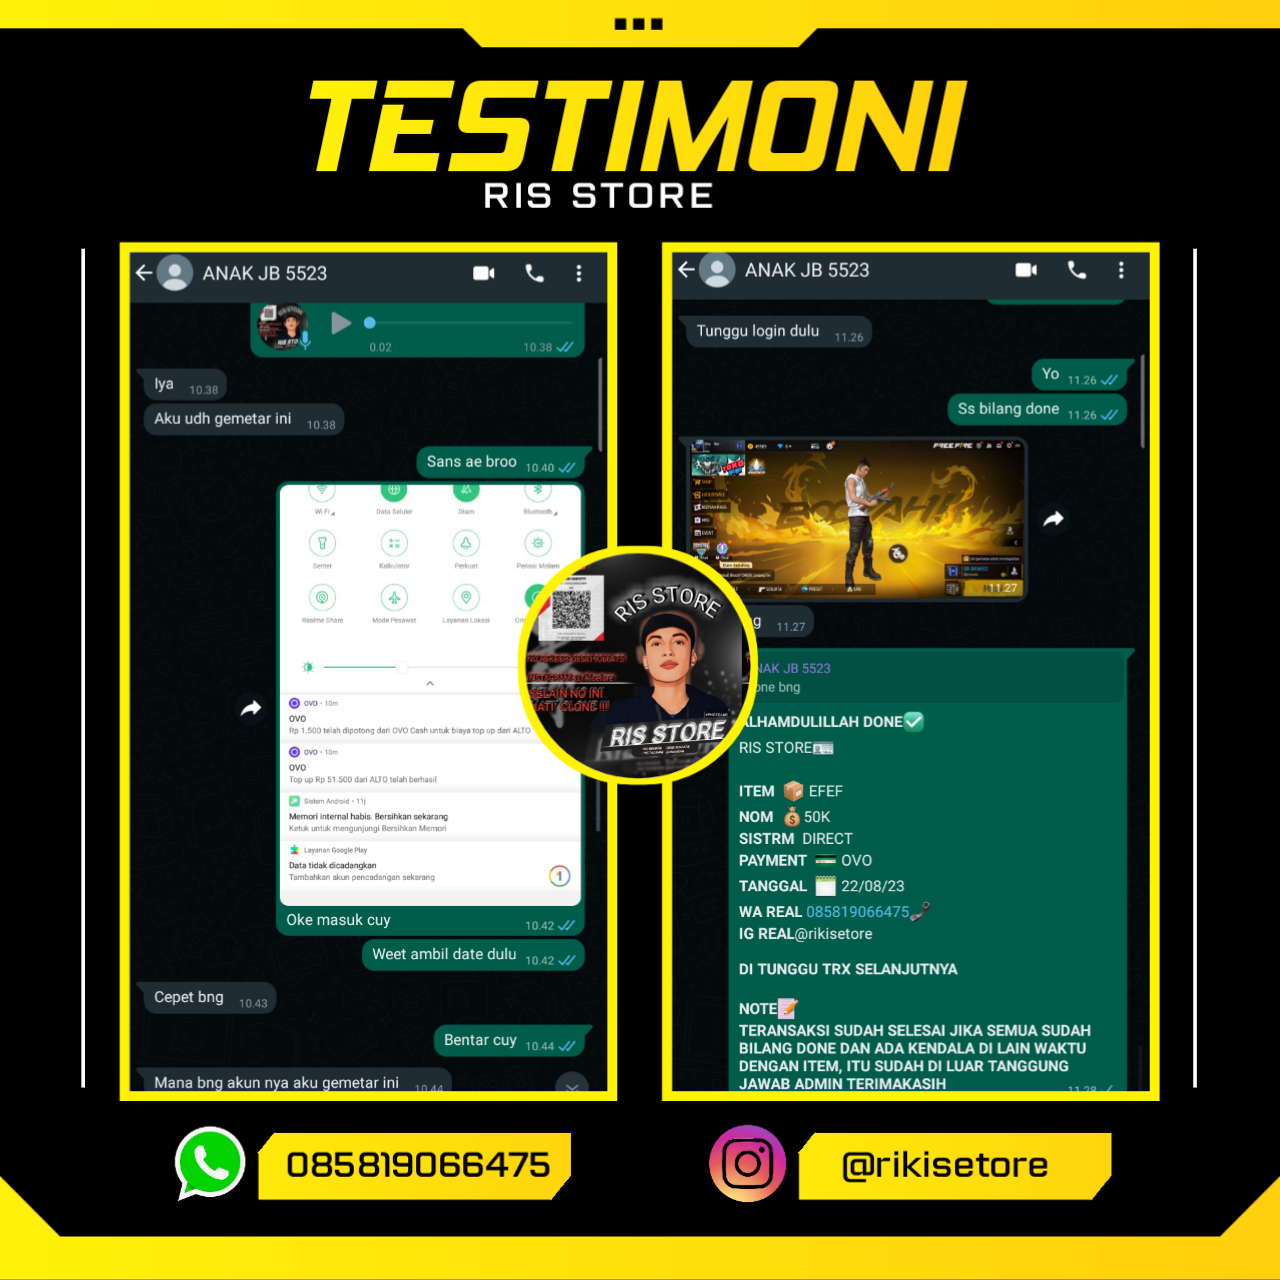 TESTIMONI
RIS STORE
ANAK JB 5523
0.02 10.38
Iya 10.38
Aku udh gemetar ini 10.38
Sans ae broo 10.40
Wi-Fi Data Seluler Diam Bluetooth
Senter Kalkulator Perkuat Perisai Malam
Realme Share Mode Pesawat Layanan Lokasi
OVO • 10m
OVO
Rp 1.500 telah dipotong dari OVO Cash untuk biaya top up dari ALTO
OVO • 10m
OVO
Top up Rp 51.500 dari ALTO telah berhasil
Sistem Android • 11j
Memori internal habis. Bersihkan sekarang
Ketuk untuk mengunjungi Bersihkan Memori
Layanan Google Play
Data tidak dicadangkan
Tambahkan akun pencadangan sekarang
Oke masuk cuy 10.42
Weet ambil date dulu 10.42
Cepet bng 10.43
Bentar cuy 10.44
Mana bng akun nya aku gemetar ini 10.44
RIS STORE
SELAIN NO INI
CLONE !!!
RIS STORE
ANAK JB 5523
Tunggu login dulu 11.26
Yo 11.26
Ss bilang done 11.26
FREE FIRE
BOOYAH!
SHOP
EVENT
11.27
11.27
NAK JB 5523
one bng
ALHAMDULILLAH DONE✅
RIS STORE🪪
ITEM 📦 EFEF
NOM 💰50K
SISTRM DIRECT
PAYMENT 💳 OVO
TANGGAL 🗓 22/08/23
WA REAL 085819066475📞
IG REAL@rikisetore
DI TUNGGU TRX SELANJUTNYA
NOTE📝
TERANSAKSI SUDAH SELESAI JIKA SEMUA SUDAH
BILANG DONE DAN ADA KENDALA DI LAIN WAKTU
DENGAN ITEM, ITU SUDAH DI LUAR TANGGUNG
JAWAB ADMIN TERIMAKASIH 11.28
085819066475
@rikisetore